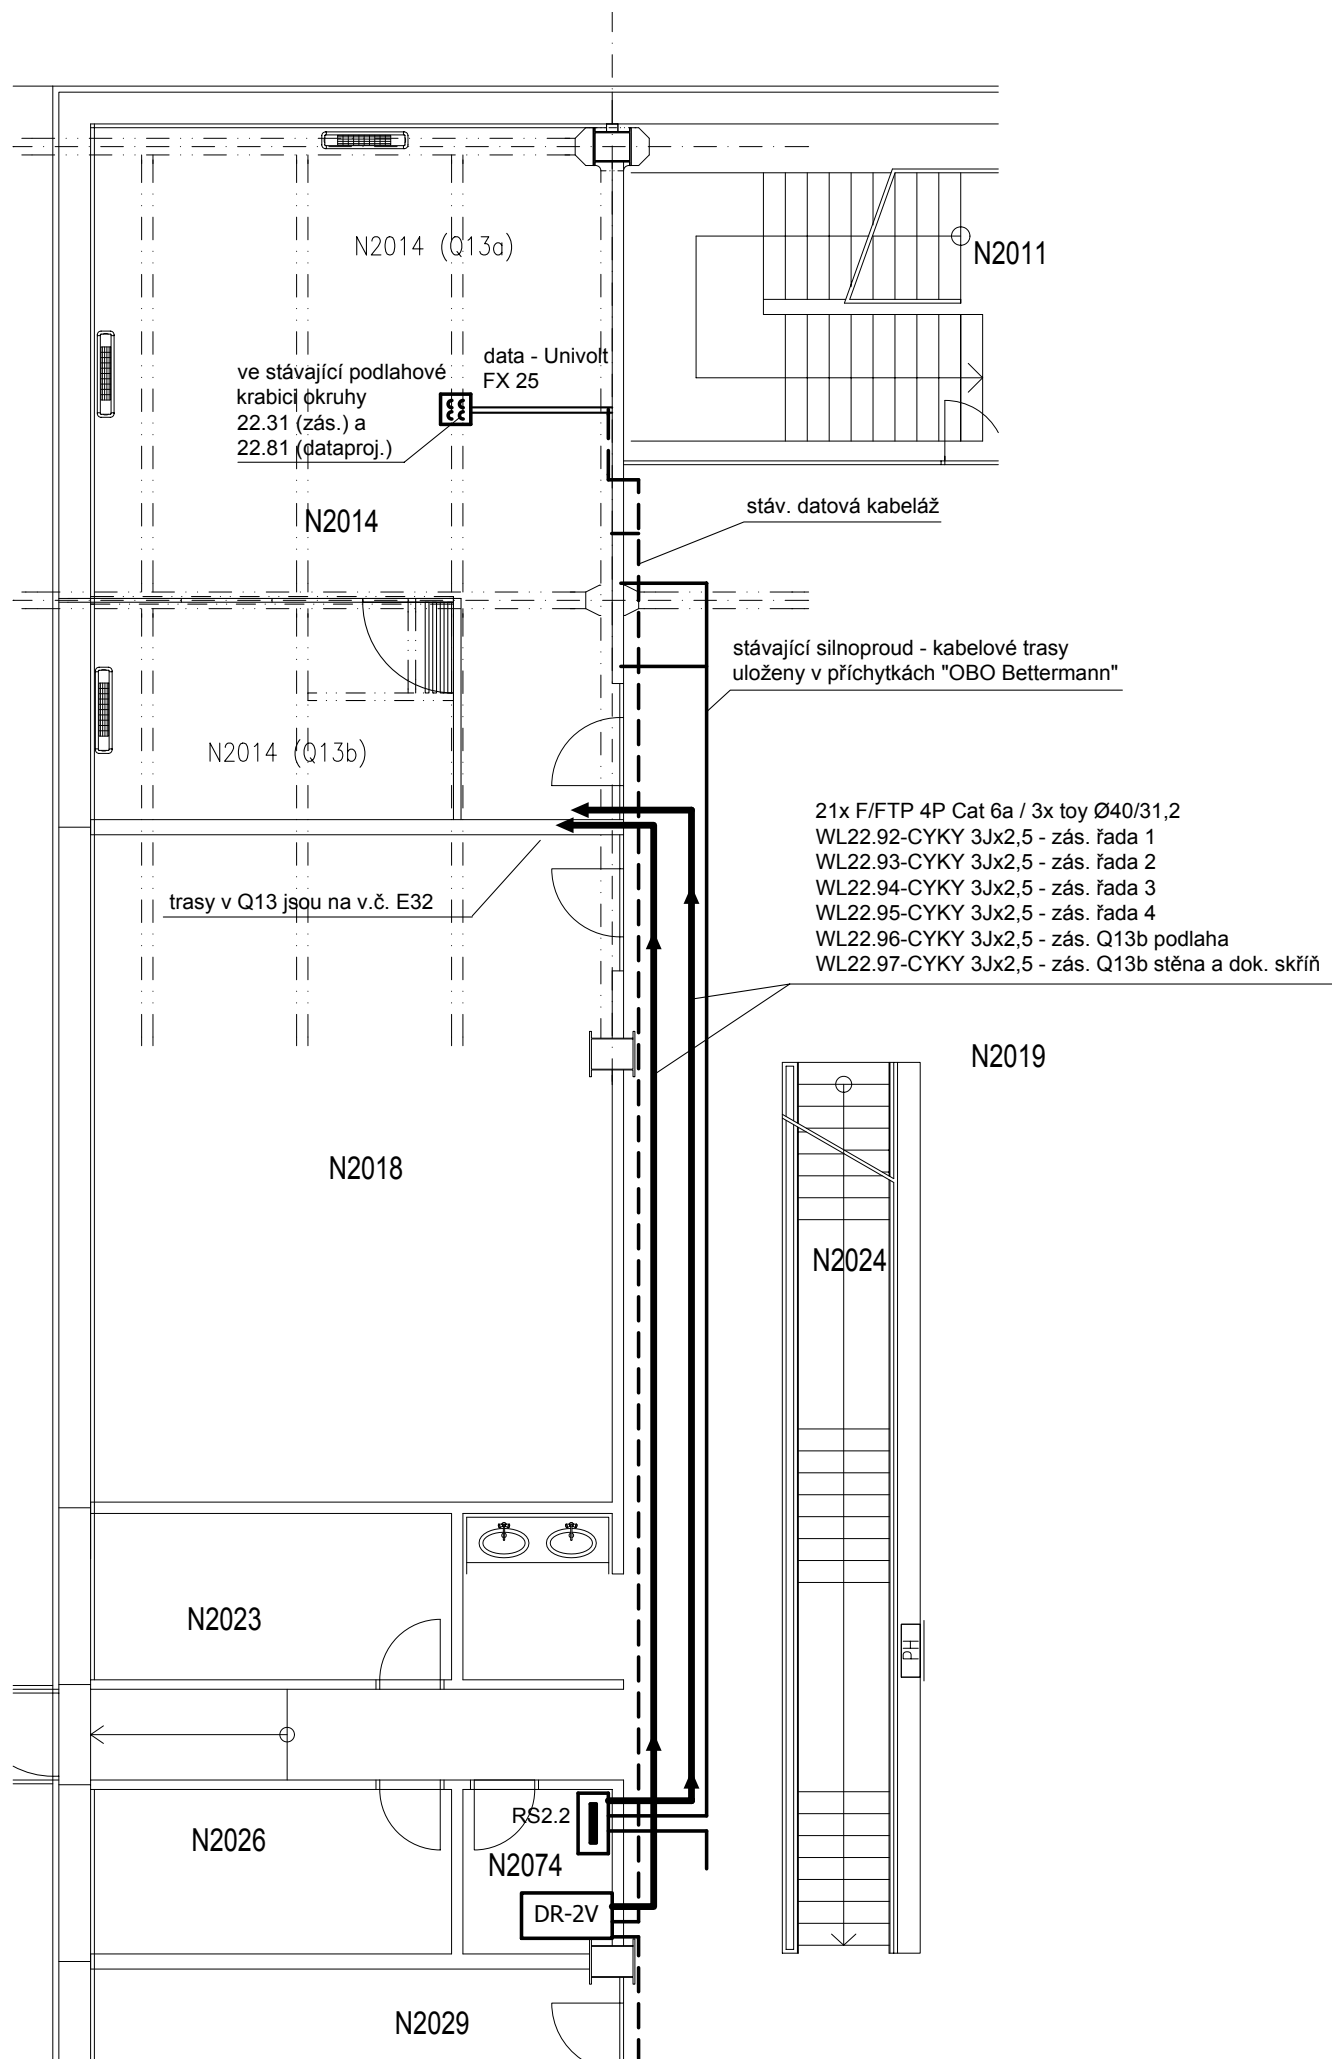 N2014 (Q13a)
N2011
ve stávající podlahové
krabici okruhy
22.31 (zás.) a
22.81 (dataproj.)
data - Univolt
FX 25
N2014
stáv. datová kabeláž
stávající silnoproud - kabelové trasy
uloženy v příchytkách "OBO Bettermann"
N2014 (Q13b)
21x F/FTP 4P Cat 6a / 3x toy Ø40/31,2
WL22.92-CYKY 3Jx2,5 - zás. řada 1
WL22.93-CYKY 3Jx2,5 - zás. řada 2
WL22.94-CYKY 3Jx2,5 - zás. řada 3
WL22.95-CYKY 3Jx2,5 - zás. řada 4
WL22.96-CYKY 3Jx2,5 - zás. Q13b podlaha
WL22.97-CYKY 3Jx2,5 - zás. Q13b stěna a dok. skříň
trasy v Q13 jsou na v.č. E32
N2019
N2018
N2024
N2023
PH
RS2.2
N2026
N2074
DR-2V
N2029